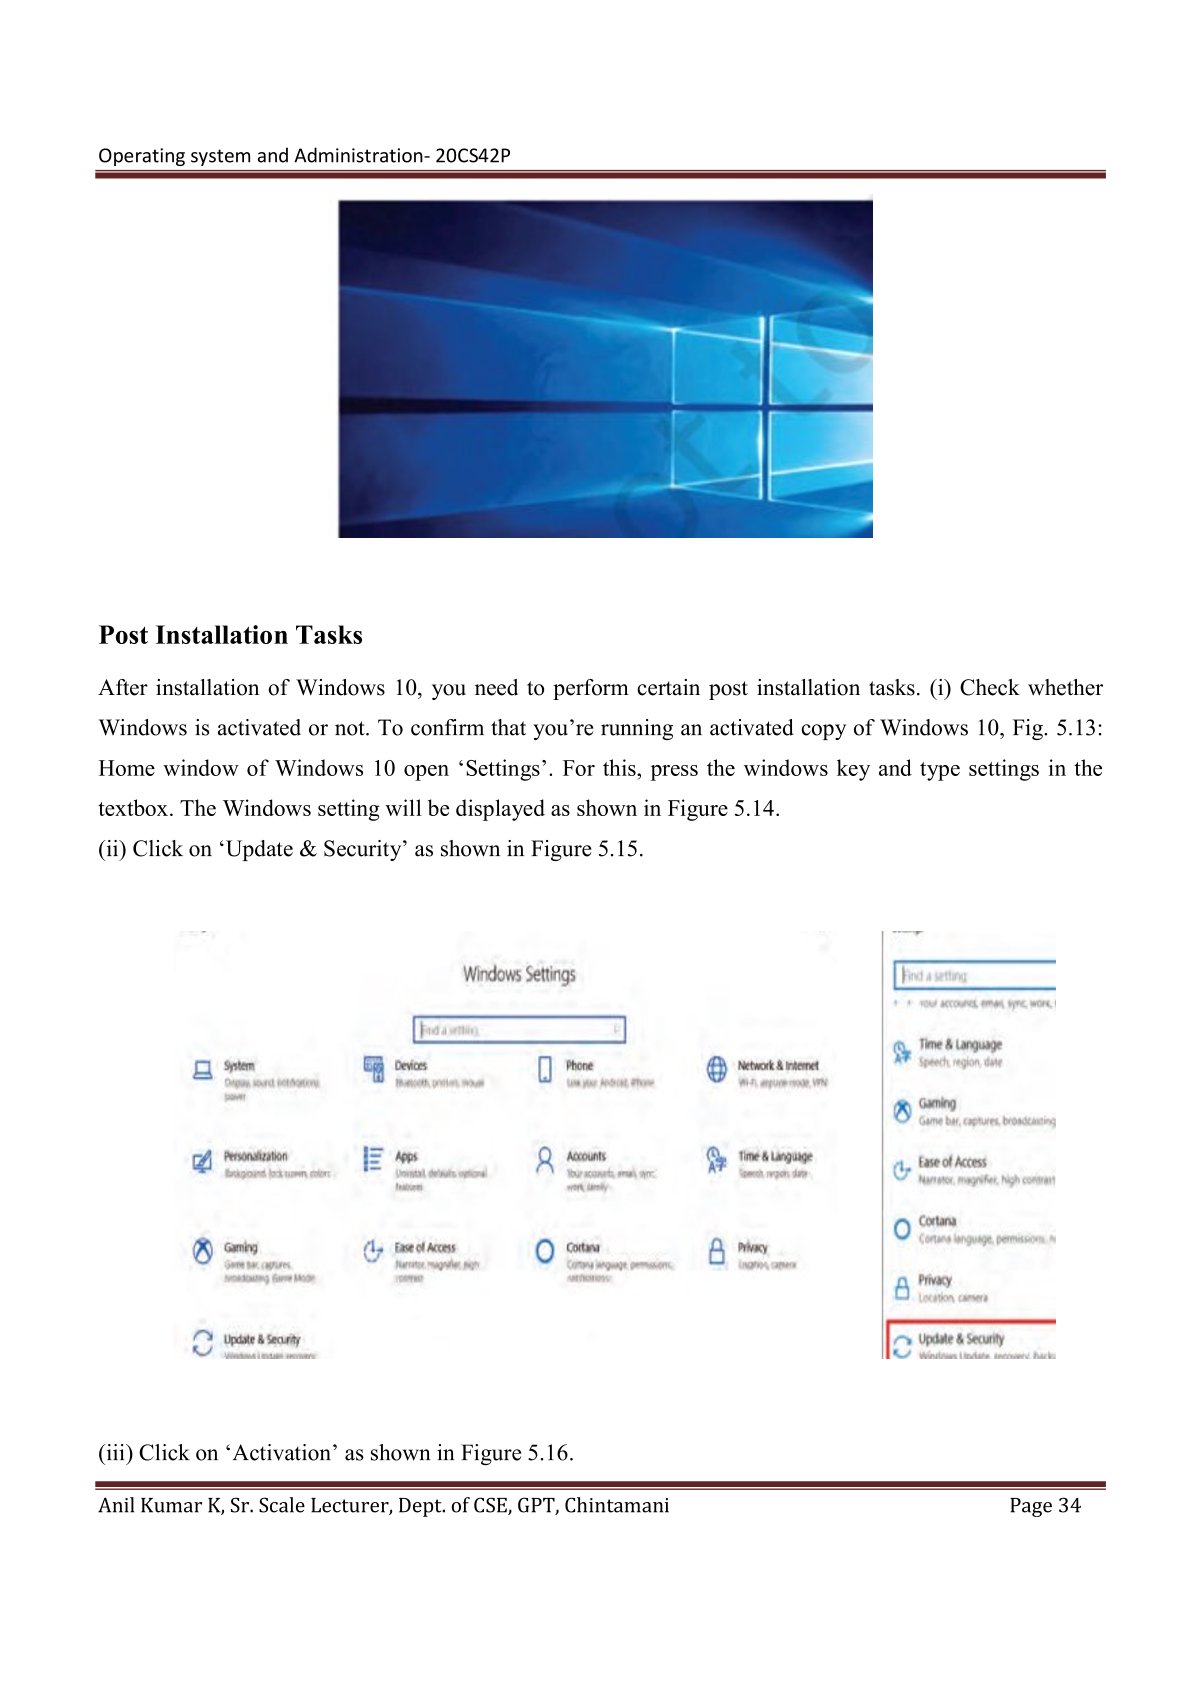 Operating system and Administration- 20CS42P
Post Installation Tasks
After installation of Windows 10, you need to perform certain post installation tasks. (i) Check whether
Windows is activated or not. To confirm that you’re running an activated copy of Windows 10, Fig. 5.13:
Home window of Windows 10 open ‘Settings’. For this, press the windows key and type settings in the
textbox. The Windows setting will be displayed as shown in Figure 5.14.
(ii) Click on ‘Update & Security’ as shown in Figure 5.15.
Windows Settings
Find a setting
System
Display, sound, notifications,
power
Devices
Bluetooth, printers, mouse
Phone
Link your Android, iPhone
Network & Internet
Wi-Fi, airplane mode, VPN
Personalization
Background, lock screen, colors
Apps
Uninstall, defaults, optional
features
Accounts
Your accounts, email, sync,
work, family
Time & Language
Speech, region, date
Gaming
Game bar, captures,
broadcasting, Game Mode
Ease of Access
Narrator, magnifier, high
contrast
Cortana
Cortana language, permissions,
notifications
Privacy
Location, camera
Update & Security
Windows Update, recovery,
Find a setting
Your accounts, email, sync, work,
Time & Language
Speech, region, date
Gaming
Game bar, captures, broadcasting
Ease of Access
Narrator, magnifier, high contrast
Cortana
Cortana language, permissions,
Privacy
Location, camera
Update & Security
Windows Update, recovery,
(iii) Click on ‘Activation’ as shown in Figure 5.16.
Anil Kumar K, Sr. Scale Lecturer, Dept. of CSE, GPT, Chintamani Page 34